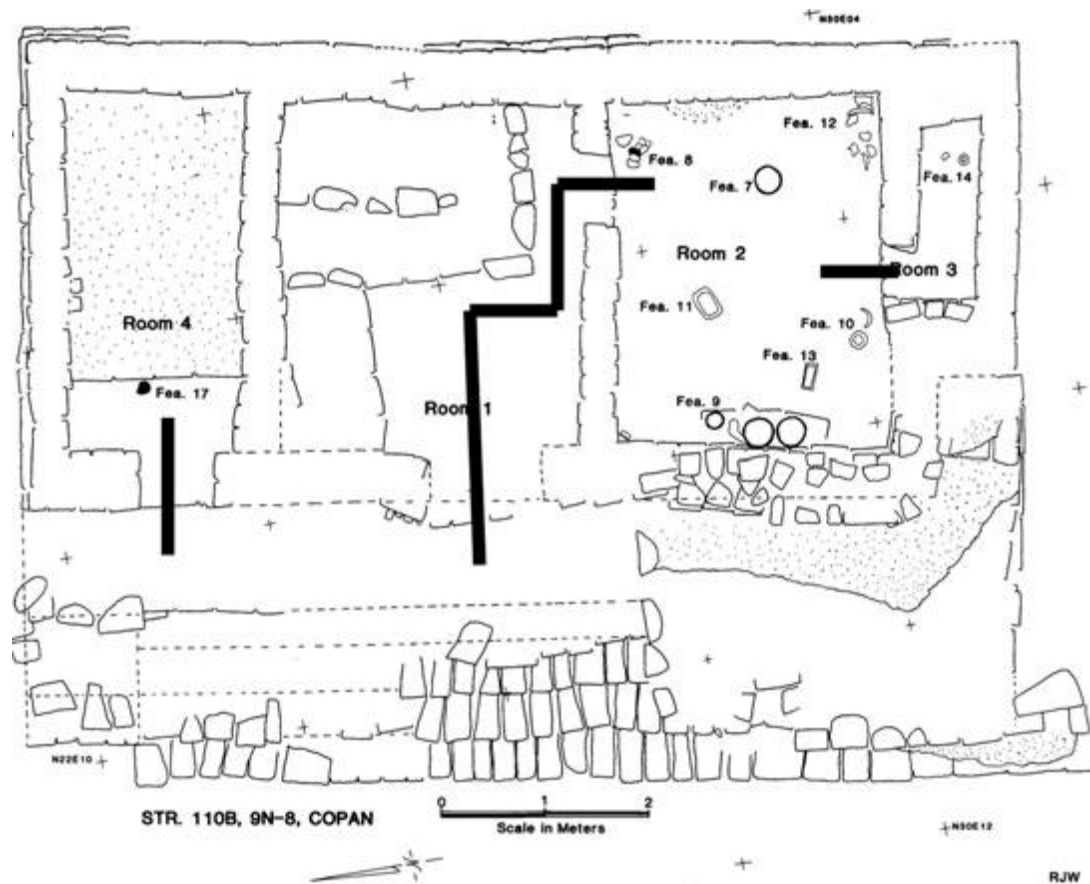 N30E04
Fea. 12
Fea. 8
Fea. 7
Fea. 14
Room 2
Room 3
Fea. 11
Room 4
Fea. 10
Fea. 13
Fea. 17
Room 1
Fea. 9
N22E10
STR. 110B, 9N-8, COPAN
0 1 2
Scale in Meters
N30E12
RJW